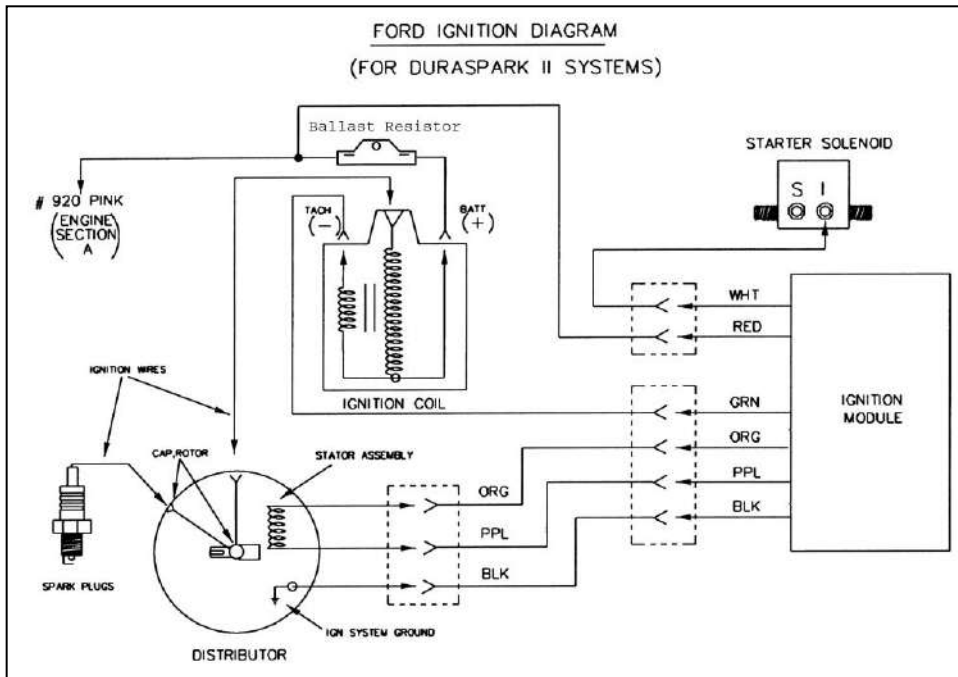 FORD IGNITION DIAGRAM
(FOR DURASPARK II SYSTEMS)
Ballast Resistor
STARTER SOLENOID
S I
# 920 PINK
(ENGINE
SECTION
A)
TACH
(-)
BATT
(+)
WHT
RED
IGNITION WIRES
IGNITION COIL
GRN
IGNITION
MODULE
ORG
CAP,ROTOR
STATOR ASSEMBLY
PPL
ORG
BLK
PPL
BLK
SPARK PLUGS
IGN SYSTEM GROUND
DISTRIBUTOR